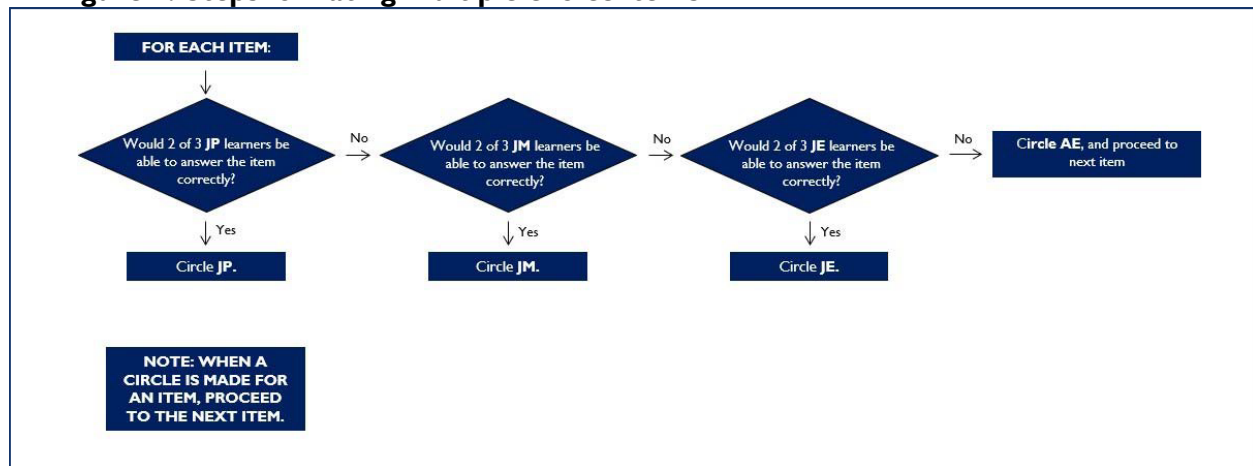 FOR EACH ITEM:
Would 2 of 3 JP learners be
able to answer the item
correctly?
No
Would 2 of 3 JM learners be
able to answer the item
correctly?
No
Would 2 of 3 JE learners be
able to answer the item
correctly?
No
Circle AE, and proceed to
next item
Yes
Yes
Yes
Circle JP.
Circle JM.
Circle JE.
NOTE: WHEN A
CIRCLE IS MADE FOR
AN ITEM, PROCEED
TO THE NEXT ITEM.